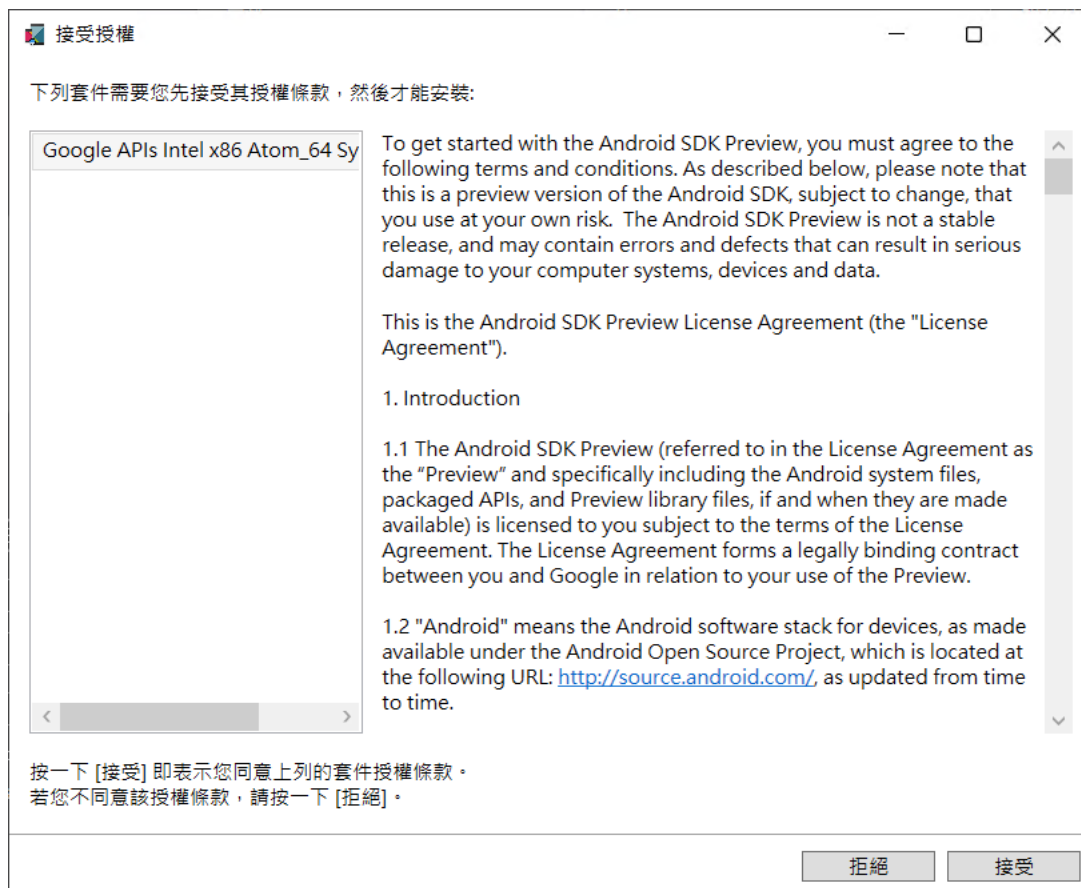 接受授權
下列套件需要您先接受其授權條款，然後才能安裝:
Google APIs Intel x86 Atom_64 Sy
To get started with the Android SDK Preview, you must agree to the
following terms and conditions. As described below, please note that
this is a preview version of the Android SDK, subject to change, that
you use at your own risk.  The Android SDK Preview is not a stable
release, and may contain errors and defects that can result in serious
damage to your computer systems, devices and data.
This is the Android SDK Preview License Agreement (the "License
Agreement").
1. Introduction
1.1 The Android SDK Preview (referred to in the License Agreement as
the “Preview” and specifically including the Android system files,
packaged APIs, and Preview library files, if and when they are made
available) is licensed to you subject to the terms of the License
Agreement. The License Agreement forms a legally binding contract
between you and Google in relation to your use of the Preview.
1.2 "Android" means the Android software stack for devices, as made
available under the Android Open Source Project, which is located at
the following URL: http://source.android.com/, as updated from time
to time.
按一下 [接受] 即表示您同意上列的套件授權條款。
若您不同意該授權條款，請按一下 [拒絕]。
拒絕
接受